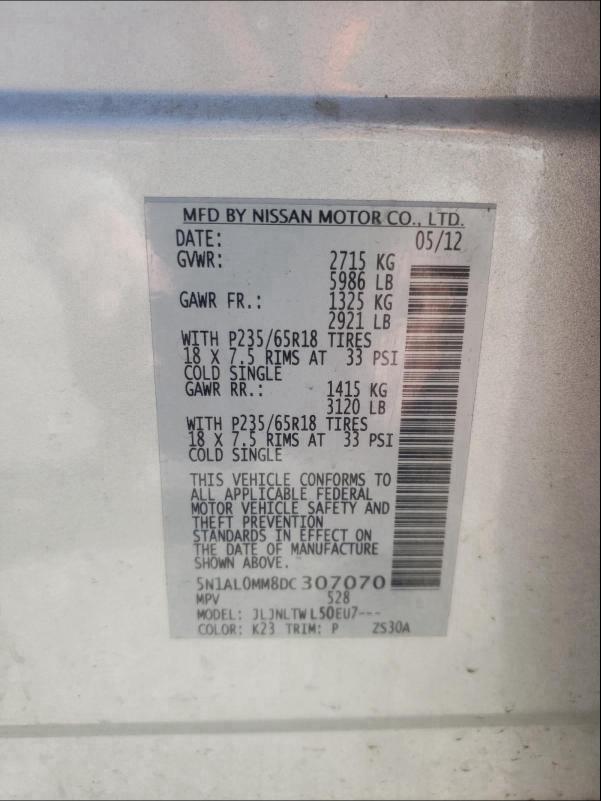 MFD BY NISSAN MOTOR CO., LTD.
DATE: 05/12
GVWR: 2715 KG
5986 LB
GAWR FR.: 1325 KG
2921 LB
WITH P235/65R18 TIRES
18 X 7.5 RIMS AT 33 PSI
COLD SINGLE
GAWR RR.: 1415 KG
3120 LB
WITH P235/65R18 TIRES
18 X 7.5 RIMS AT 33 PSI
COLD SINGLE
THIS VEHICLE CONFORMS TO
ALL APPLICABLE FEDERAL
MOTOR VEHICLE SAFETY AND
THEFT PREVENTION
STANDARDS IN EFFECT ON
THE DATE OF MANUFACTURE
SHOWN ABOVE.
5N1AL0MM8DC 307070
MPV 528
MODEL: JLJNLTW L50EU7---
COLOR: K23 TRIM: P ZS30A